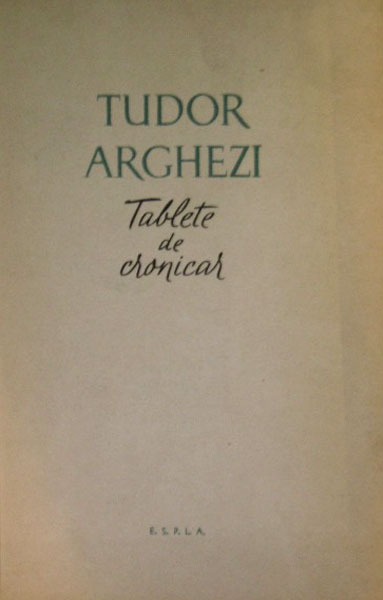 TUDOR
ARGHEZI
Tablete
de
cronicar
E. S. P. L. A.